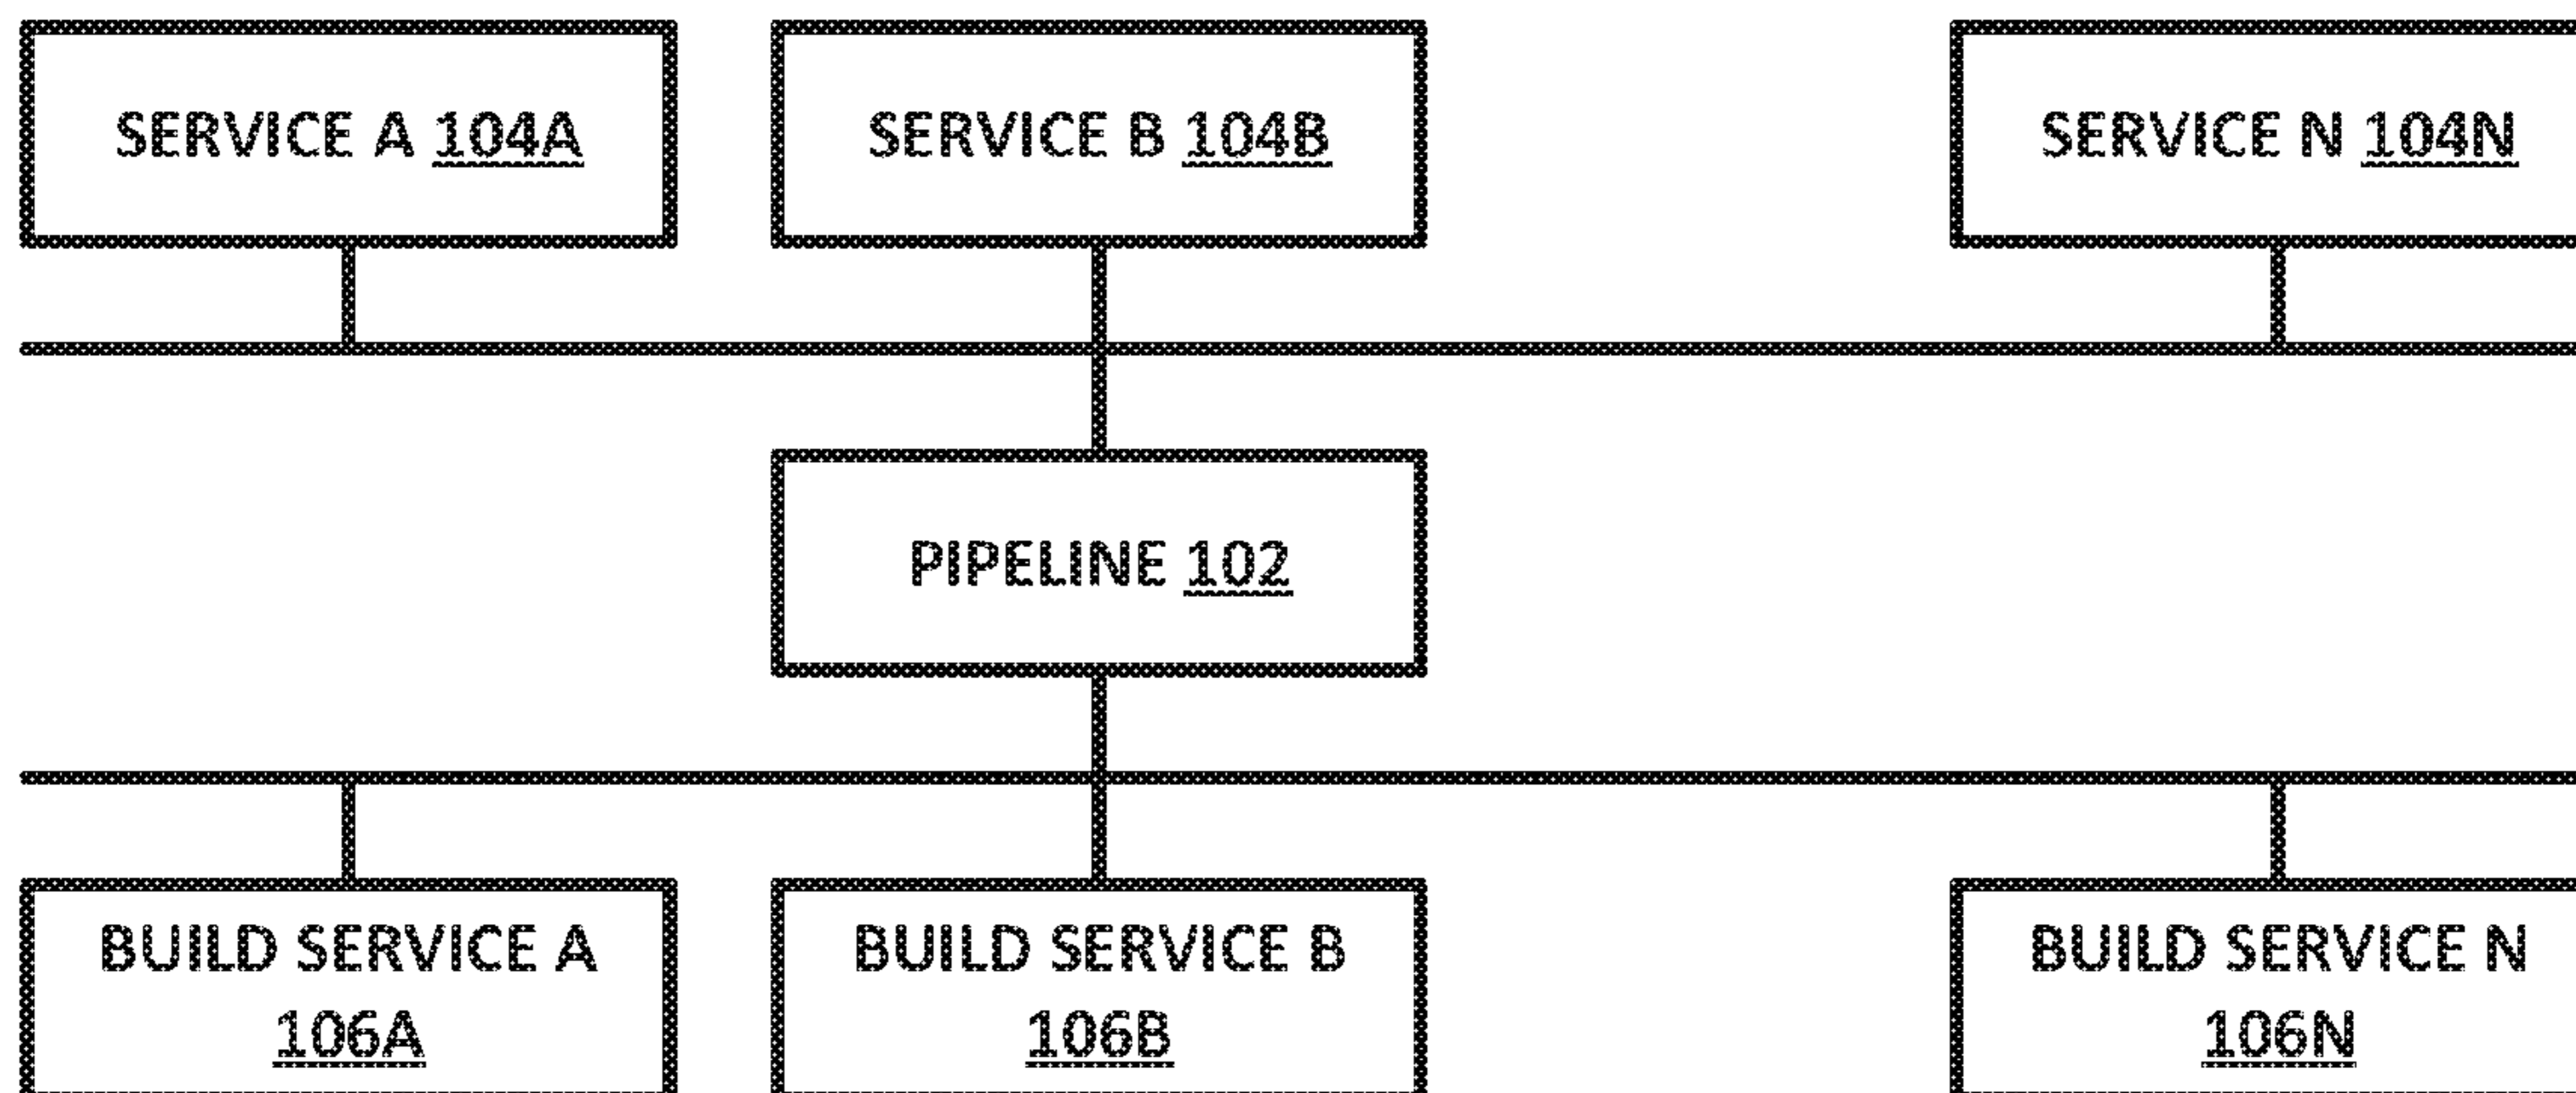 SERVICE A 104A
SERVICE B 104B
SERVICE N 104N
PIPELINE 102
BUILD SERVICE A
106A
BUILD SERVICE B
106B
BUILD SERVICE N
106N